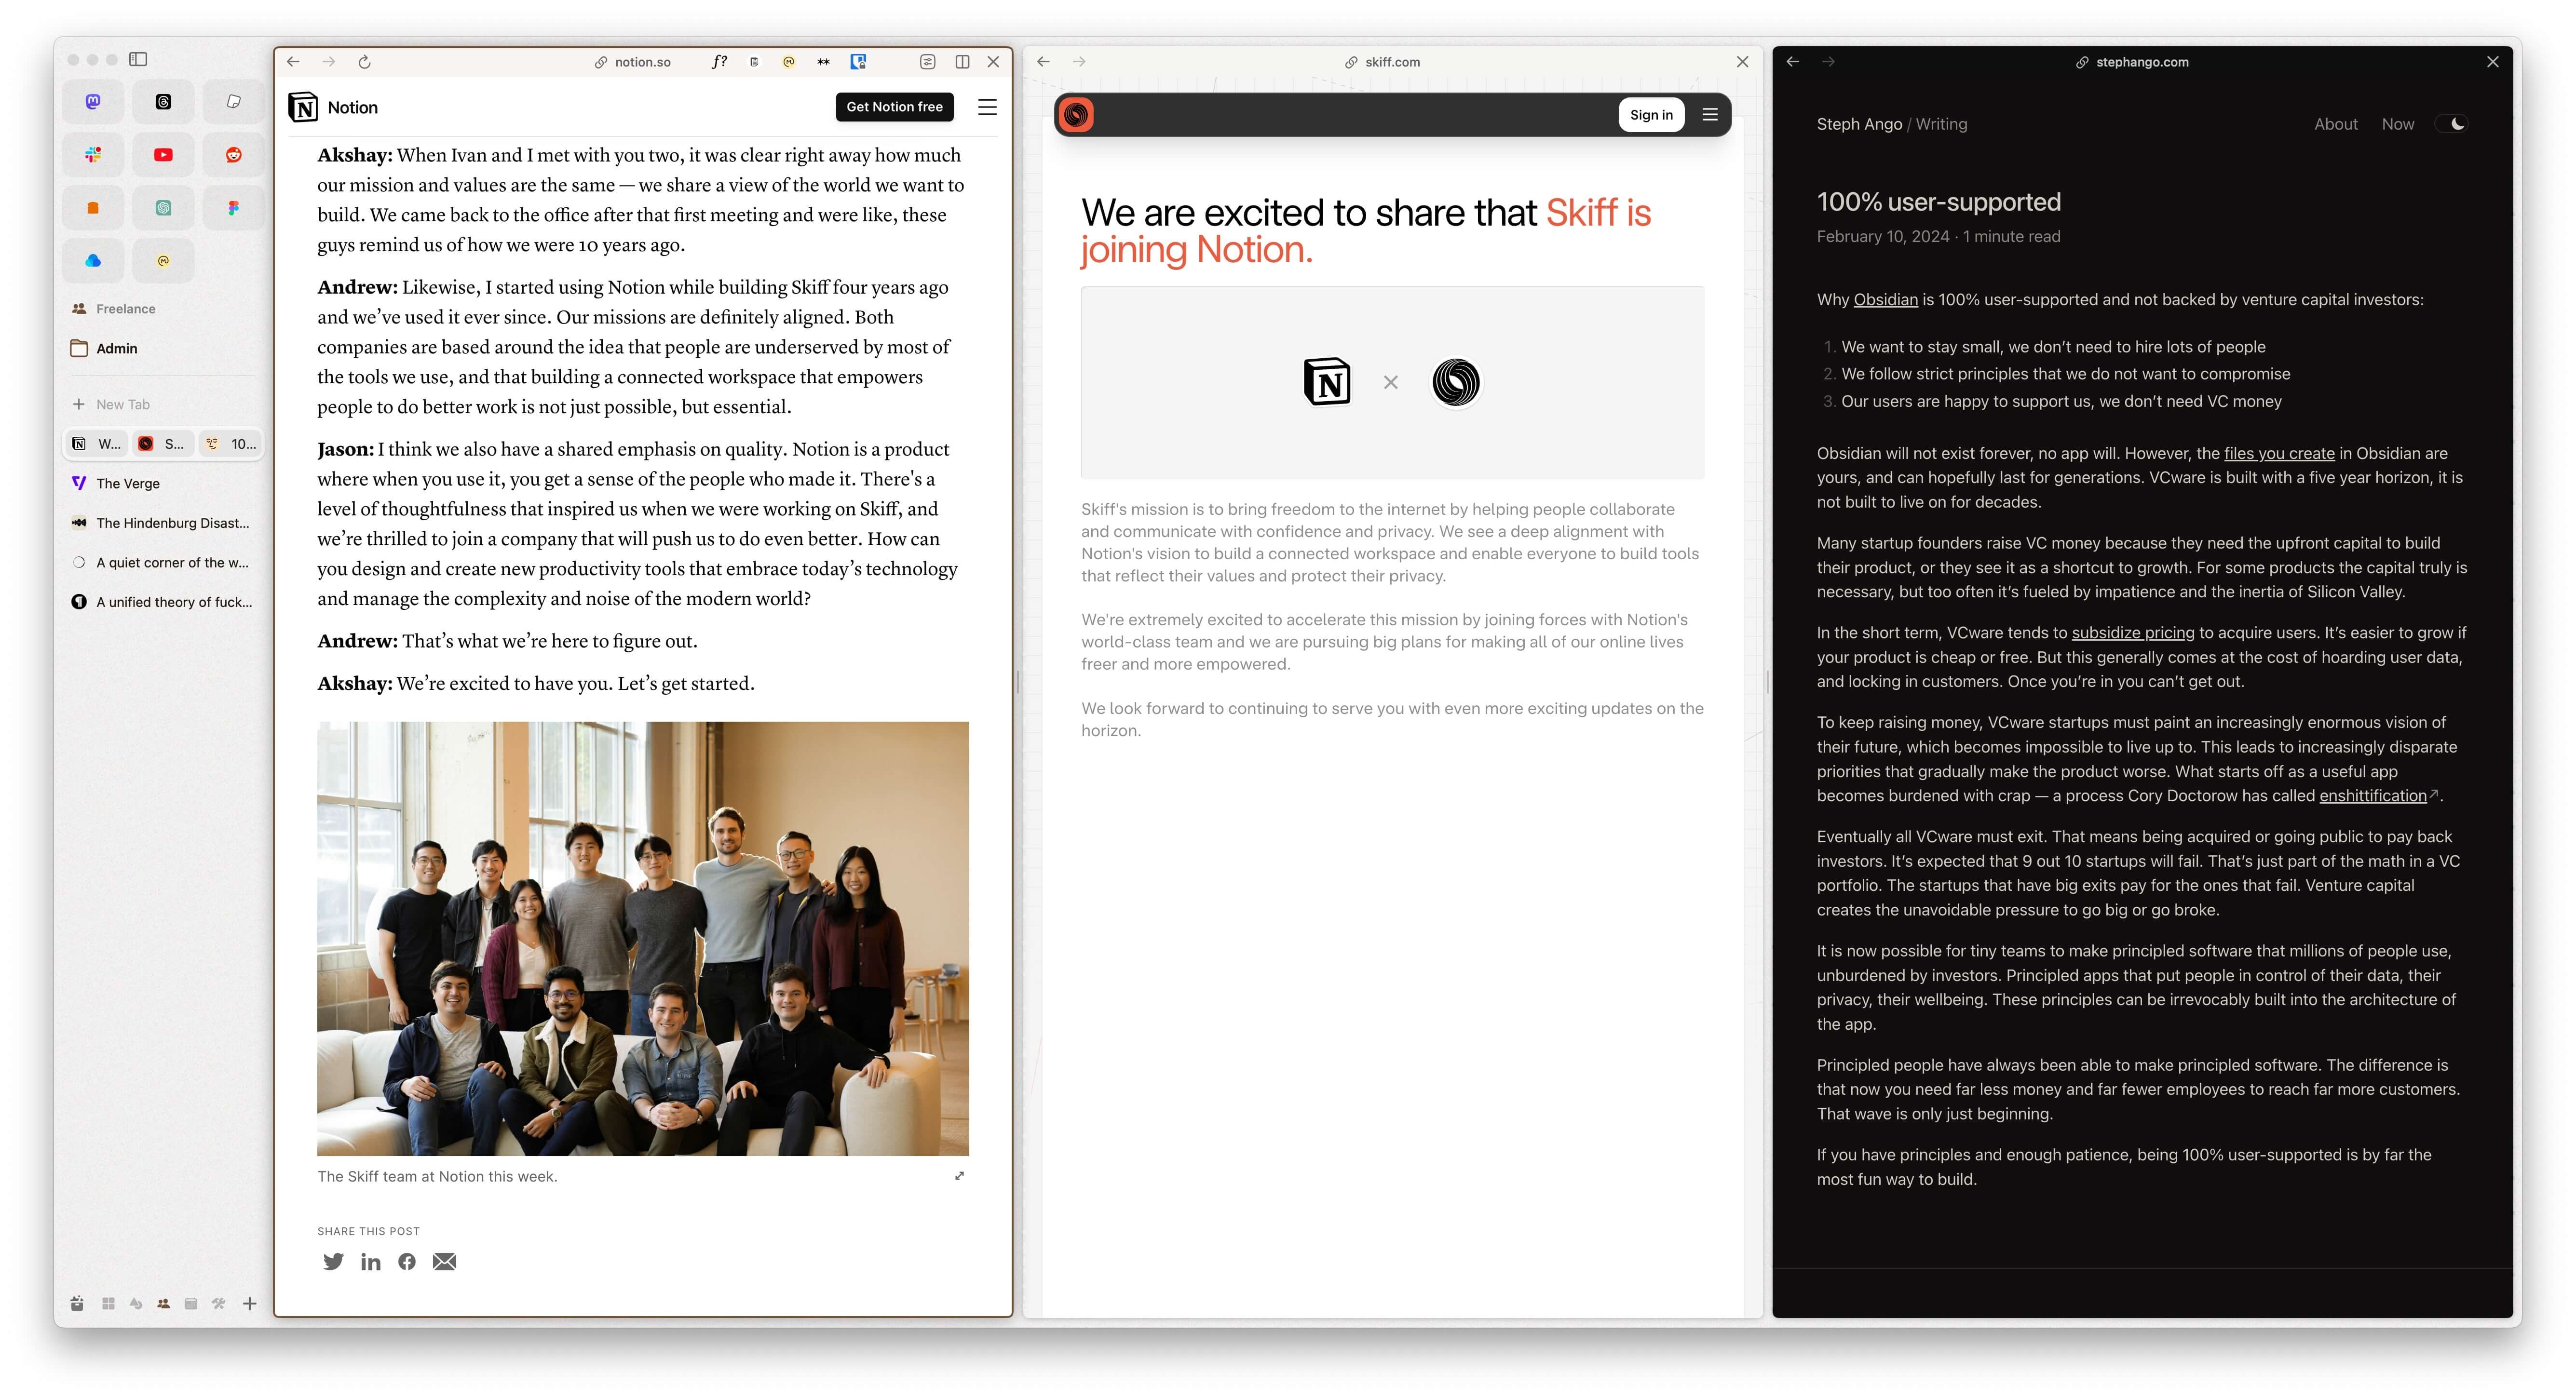 Freelance
Admin
New Tab
W...
S...
10...
The Verge
The Hindenburg Disast...
A quiet corner of the w...
A unified theory of fuck...
notion.so
f?
Notion
Get Notion free
Akshay: When Ivan and I met with you two, it was clear right away how much
our mission and values are the same — we share a view of the world we want to
build. We came back to the office after that first meeting and were like, these
guys remind us of how we were 10 years ago.
Andrew: Likewise, I started using Notion while building Skiff four years ago
and we’ve used it ever since. Our missions are definitely aligned. Both
companies are based around the idea that people are underserved by most of
the tools we use, and that building a connected workspace that empowers
people to do better work is not just possible, but essential.
Jason: I think we also have a shared emphasis on quality. Notion is a product
where when you use it, you get a sense of the people who made it. There's a
level of thoughtfulness that inspired us when we were working on Skiff, and
we’re thrilled to join a company that will push us to do even better. How can
you design and create new productivity tools that embrace today’s technology
and manage the complexity and noise of the modern world?
Andrew: That’s what we’re here to figure out.
Akshay: We’re excited to have you. Let’s get started.
The Skiff team at Notion this week.
SHARE THIS POST
skiff.com
Sign in
We are excited to share that Skiff is
joining Notion.
Skiff's mission is to bring freedom to the internet by helping people collaborate
and communicate with confidence and privacy. We see a deep alignment with
Notion's vision to build a connected workspace and enable everyone to build tools
that reflect their values and protect their privacy.
We're extremely excited to accelerate this mission by joining forces with Notion's
world-class team and we are pursuing big plans for making all of our online lives
freer and more empowered.
We look forward to continuing to serve you with even more exciting updates on the
horizon.
stephango.com
Steph Ango / Writing
About
Now
100% user-supported
February 10, 2024 · 1 minute read
Why Obsidian is 100% user-supported and not backed by venture capital investors:
1. We want to stay small, we don’t need to hire lots of people
2. We follow strict principles that we do not want to compromise
3. Our users are happy to support us, we don’t need VC money
Obsidian will not exist forever, no app will. However, the files you create in Obsidian are
yours, and can hopefully last for generations. VCware is built with a five year horizon, it is
not built to live on for decades.
Many startup founders raise VC money because they need the upfront capital to build
their product, or they see it as a shortcut to growth. For some products the capital truly is
necessary, but too often it’s fueled by impatience and the inertia of Silicon Valley.
In the short term, VCware tends to subsidize pricing to acquire users. It’s easier to grow if
your product is cheap or free. But this generally comes at the cost of hoarding user data,
and locking in customers. Once you’re in you can’t get out.
To keep raising money, VCware startups must paint an increasingly enormous vision of
their future, which becomes impossible to live up to. This leads to increasingly disparate
priorities that gradually make the product worse. What starts off as a useful app
becomes burdened with crap — a process Cory Doctorow has called enshittification↗.
Eventually all VCware must exit. That means being acquired or going public to pay back
investors. It’s expected that 9 out 10 startups will fail. That’s just part of the math in a VC
portfolio. The startups that have big exits pay for the ones that fail. Venture capital
creates the unavoidable pressure to go big or go broke.
It is now possible for tiny teams to make principled software that millions of people use,
unburdened by investors. Principled apps that put people in control of their data, their
privacy, their wellbeing. These principles can be irrevocably built into the architecture of
the app.
Principled people have always been able to make principled software. The difference is
that now you need far less money and far fewer employees to reach far more customers.
That wave is only just beginning.
If you have principles and enough patience, being 100% user-supported is by far the
most fun way to build.